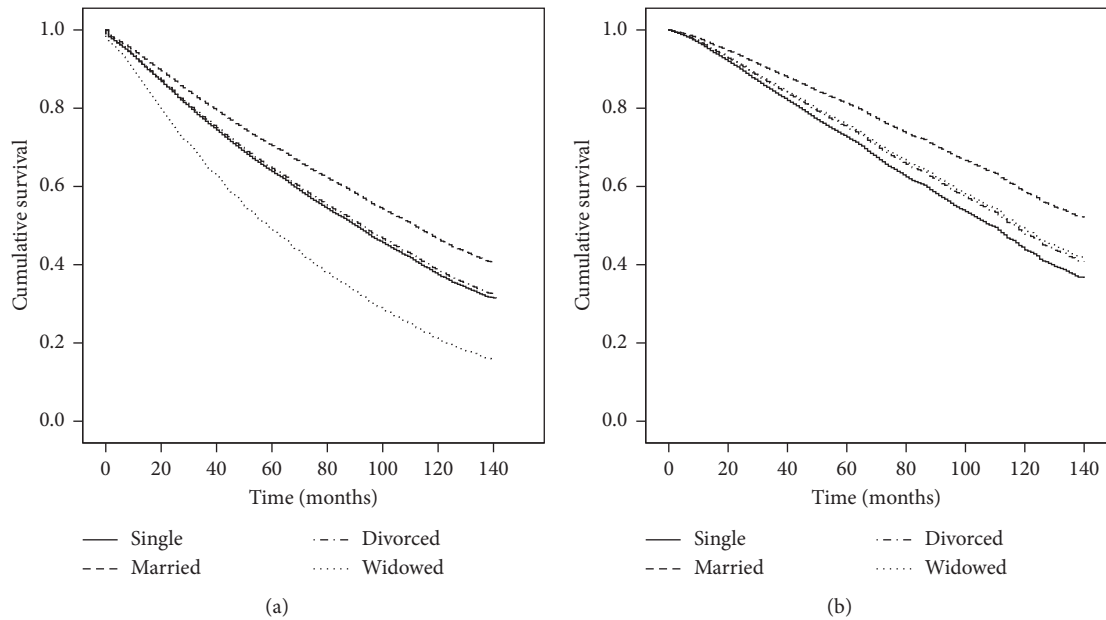 Cumulative survival
1.0
0.8
0.6
0.4
0.2
0.0
0 20 40 60 80 100 120 140
Time (months)
Single Divorced
Married Widowed
(a)
Cumulative survival
1.0
0.8
0.6
0.4
0.2
0.0
0 20 40 60 80 100 120 140
Time (months)
Single Divorced
Married Widowed
(b)